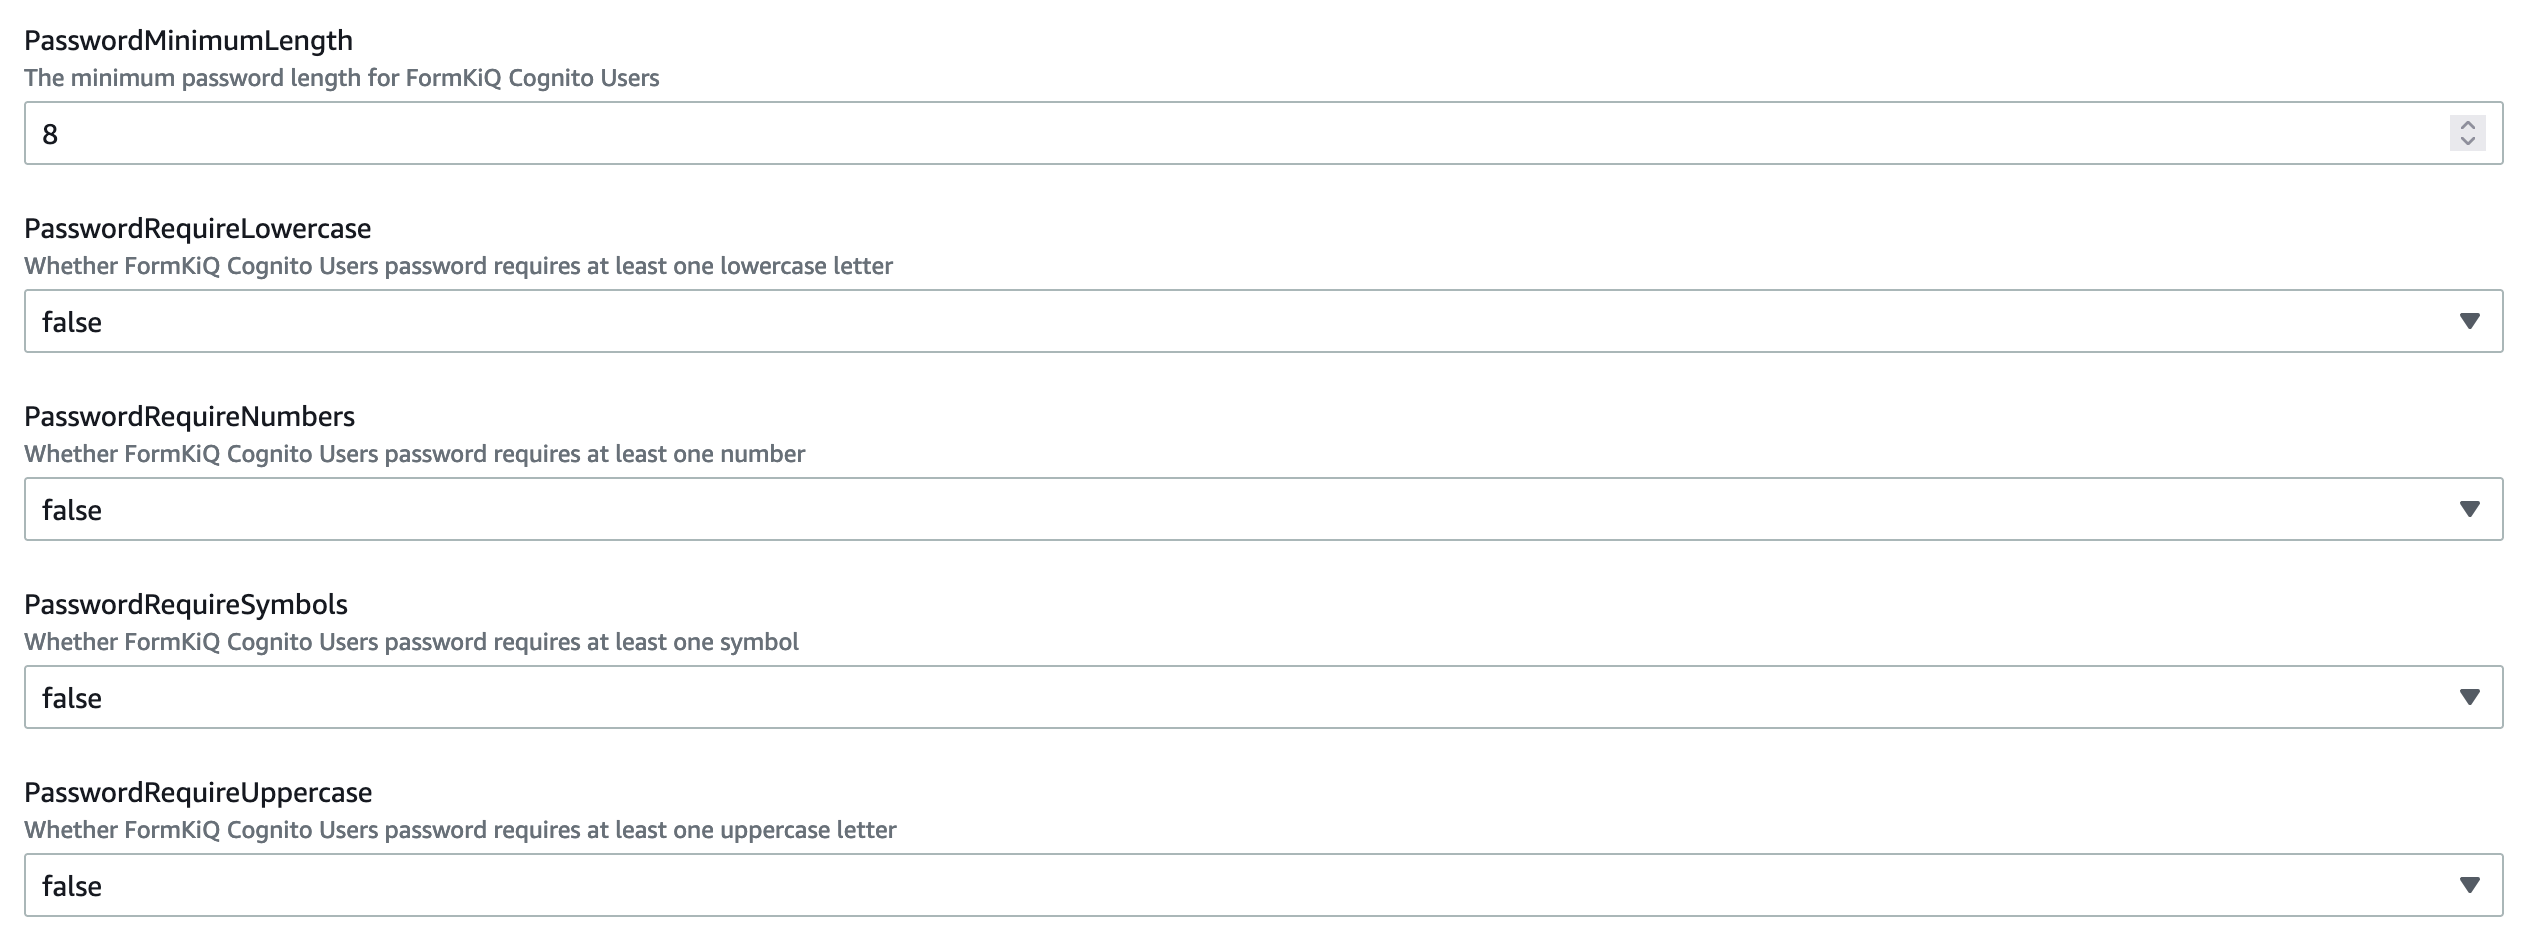 PasswordMinimumLength
The minimum password length for FormKiQ Cognito Users
8
PasswordRequireLowercase
Whether FormKiQ Cognito Users password requires at least one lowercase letter
false
PasswordRequireNumbers
Whether FormKiQ Cognito Users password requires at least one number
false
PasswordRequireSymbols
Whether FormKiQ Cognito Users password requires at least one symbol
false
PasswordRequireUppercase
Whether FormKiQ Cognito Users password requires at least one uppercase letter
false